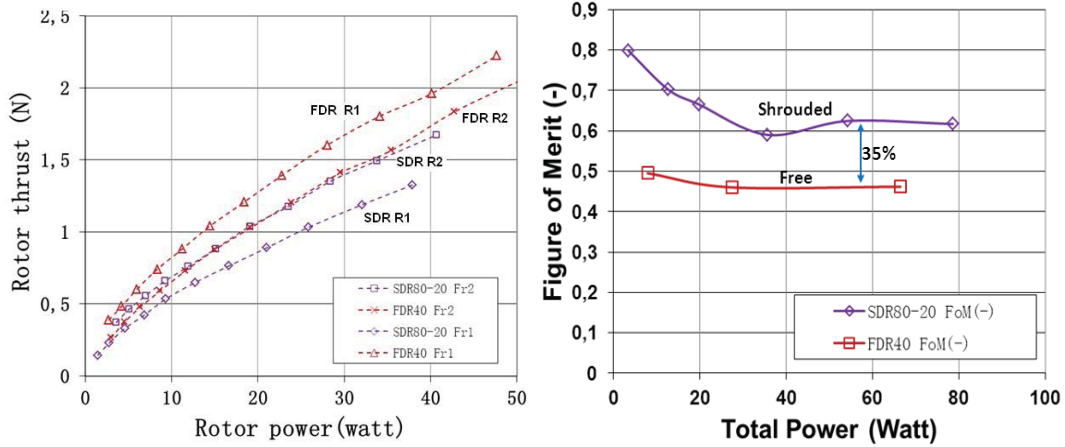 2,5
2
1,5
1
0,5
0
Rotor thrust (N)
FDR R1
FDR R2
SDR R2
SDR R1
SDR80-20 Fr2
FDR40 Fr2
SDR80-20 Fr1
FDR40 Fr1
0 10 20 30 40 50
Rotor power(watt)
0,9
0,8
0,7
0,6
0,5
0,4
0,3
0,2
0,1
0
Figure of Merit (-)
Shrouded
35%
Free
SDR80-20 FoM(-)
FDR40 FoM(-)
0 20 40 60 80 100
Total Power (Watt)